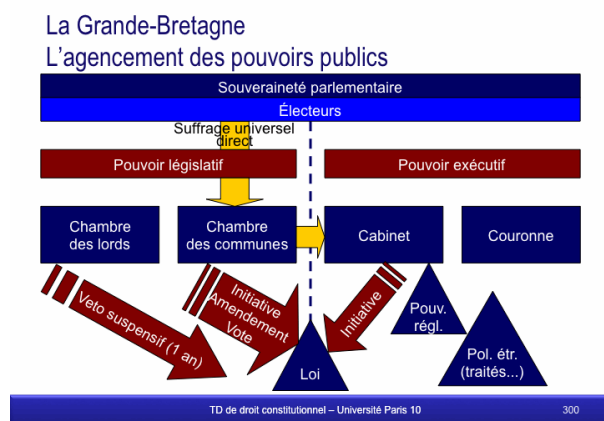 La Grande-Bretagne
L'agencement des pouvoirs publics
Souveraineté parlementaire
Électeurs
Suffrage universel
direct
Pouvoir législatif
Pouvoir exécutif
Chambre
des lords
Chambre
des communes
Cabinet
Couronne
Veto suspensif (1 an)
Initiative
Amendement
Vote
Initiative
Pouv.
régl.
Loi
Pol. étr.
(traités...)
TD de droit constitutionnel – Université Paris 10
300